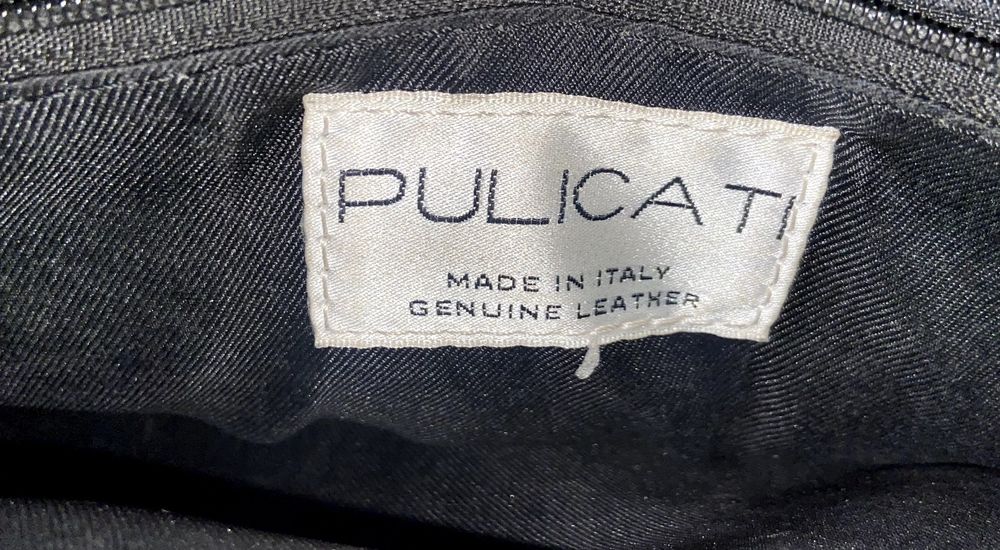 PULICATI
MADE IN ITALY
GENUINE LEATHER